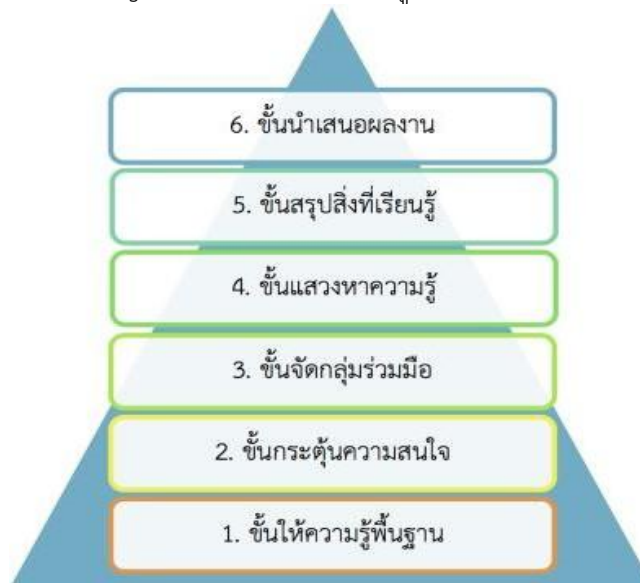 6. ขั้นนำเสนอผลงาน
5. ขั้นสรุปสิ่งที่เรียนรู้
4. ขั้นแสวงหาความรู้
3. ขั้นจัดกลุ่มร่วมมือ
2. ขั้นกระตุ้นความสนใจ
1. ขั้นให้ความรู้พื้นฐาน